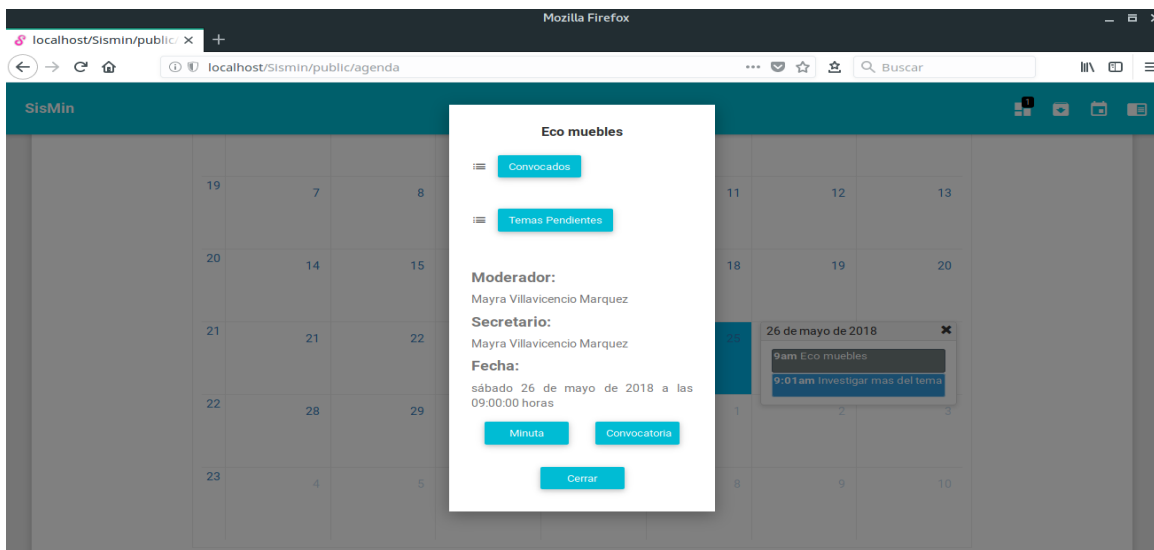 Mozilla Firefox
localhost/Sismin/public/
localhost/Sismin/public/agenda
Buscar
SisMin
1
Eco muebles
Convocados
19 7 8 11 12 13
Temas Pendientes
20 14 15 18 19 20
Moderador:
Mayra Villavicencio Marquez
Secretario:
21 21 22 25 26 de mayo de 2018
Mayra Villavicencio Marquez
9am Eco muebles
Fecha:
9:01am Investigar mas del tema
sábado 26 de mayo de 2018 a las
09:00:00 horas
22 28 29 1 2 3
Minuta Convocatoria
Cerrar
23 4 5 8 9 10